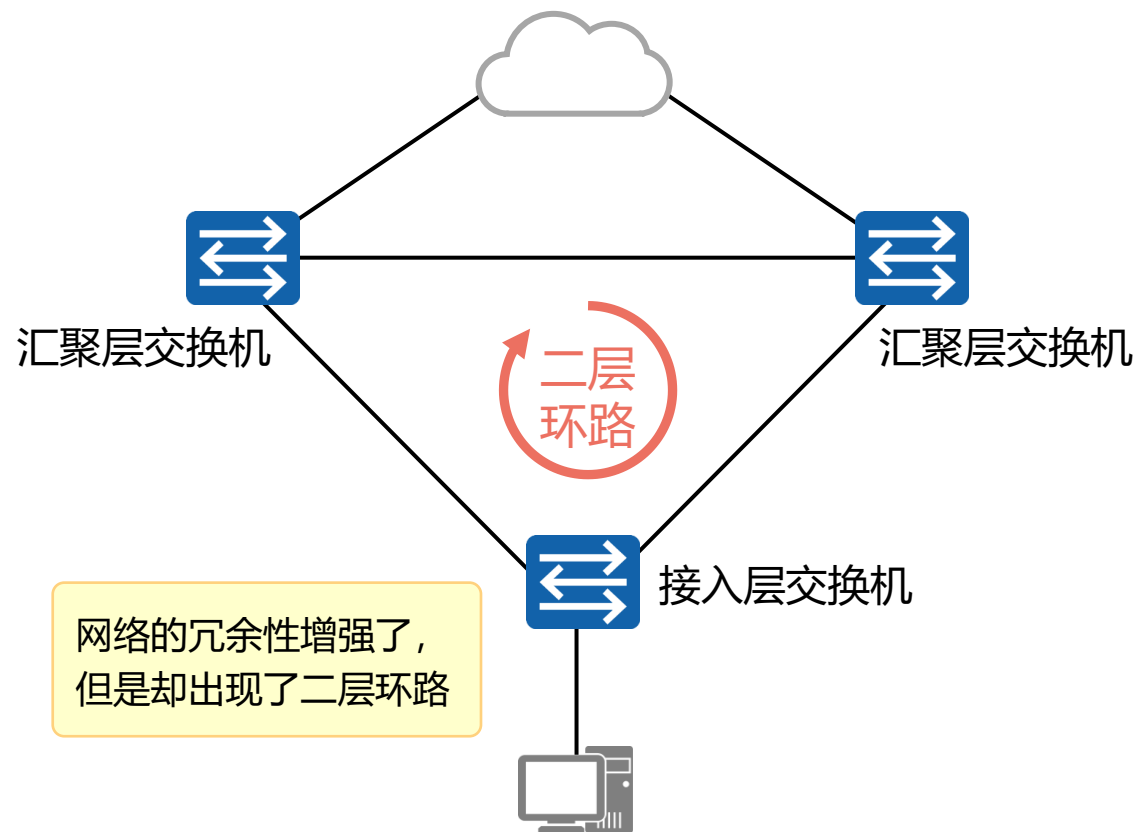 汇聚层交换机
汇聚层交换机
二层
环路
接入层交换机
网络的冗余性增强了，
但是却出现了二层环路